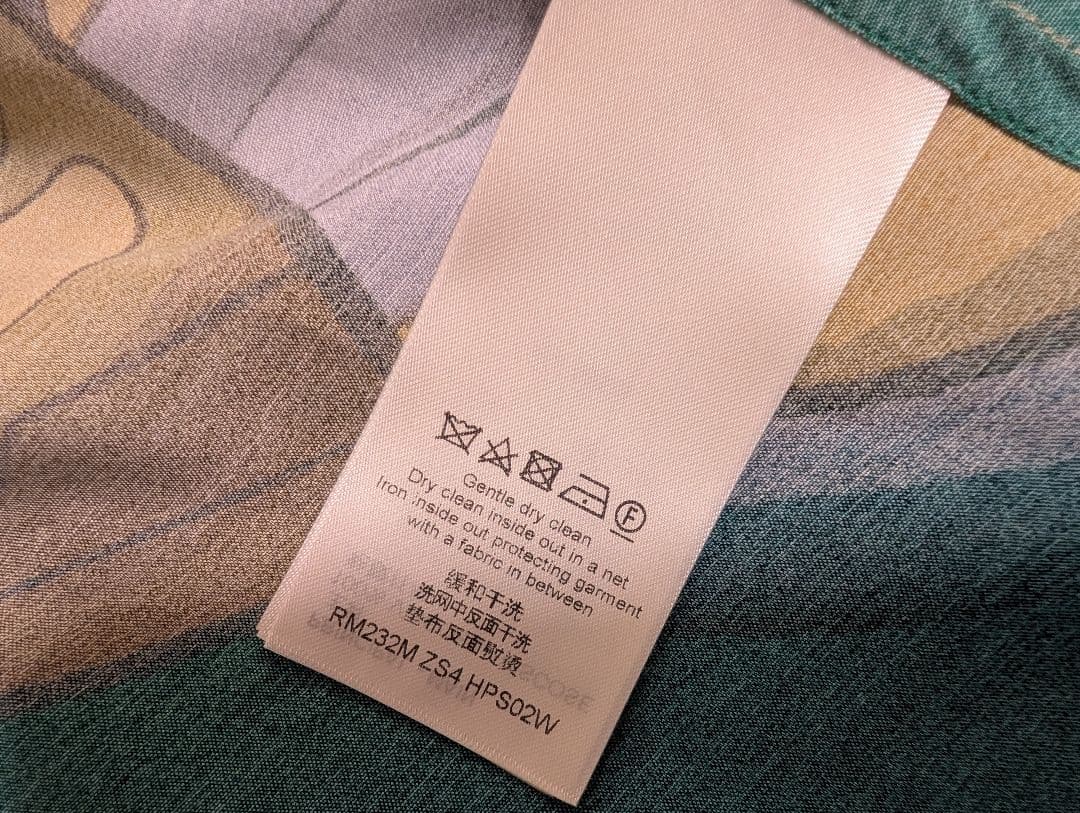 F
Gentle dry clean
Dry clean inside out in a net
Iron inside out protecting garment
with a fabric in between
缓和干洗
洗网中反面干洗
垫布反面熨烫
RM232M ZS4 HPS02W